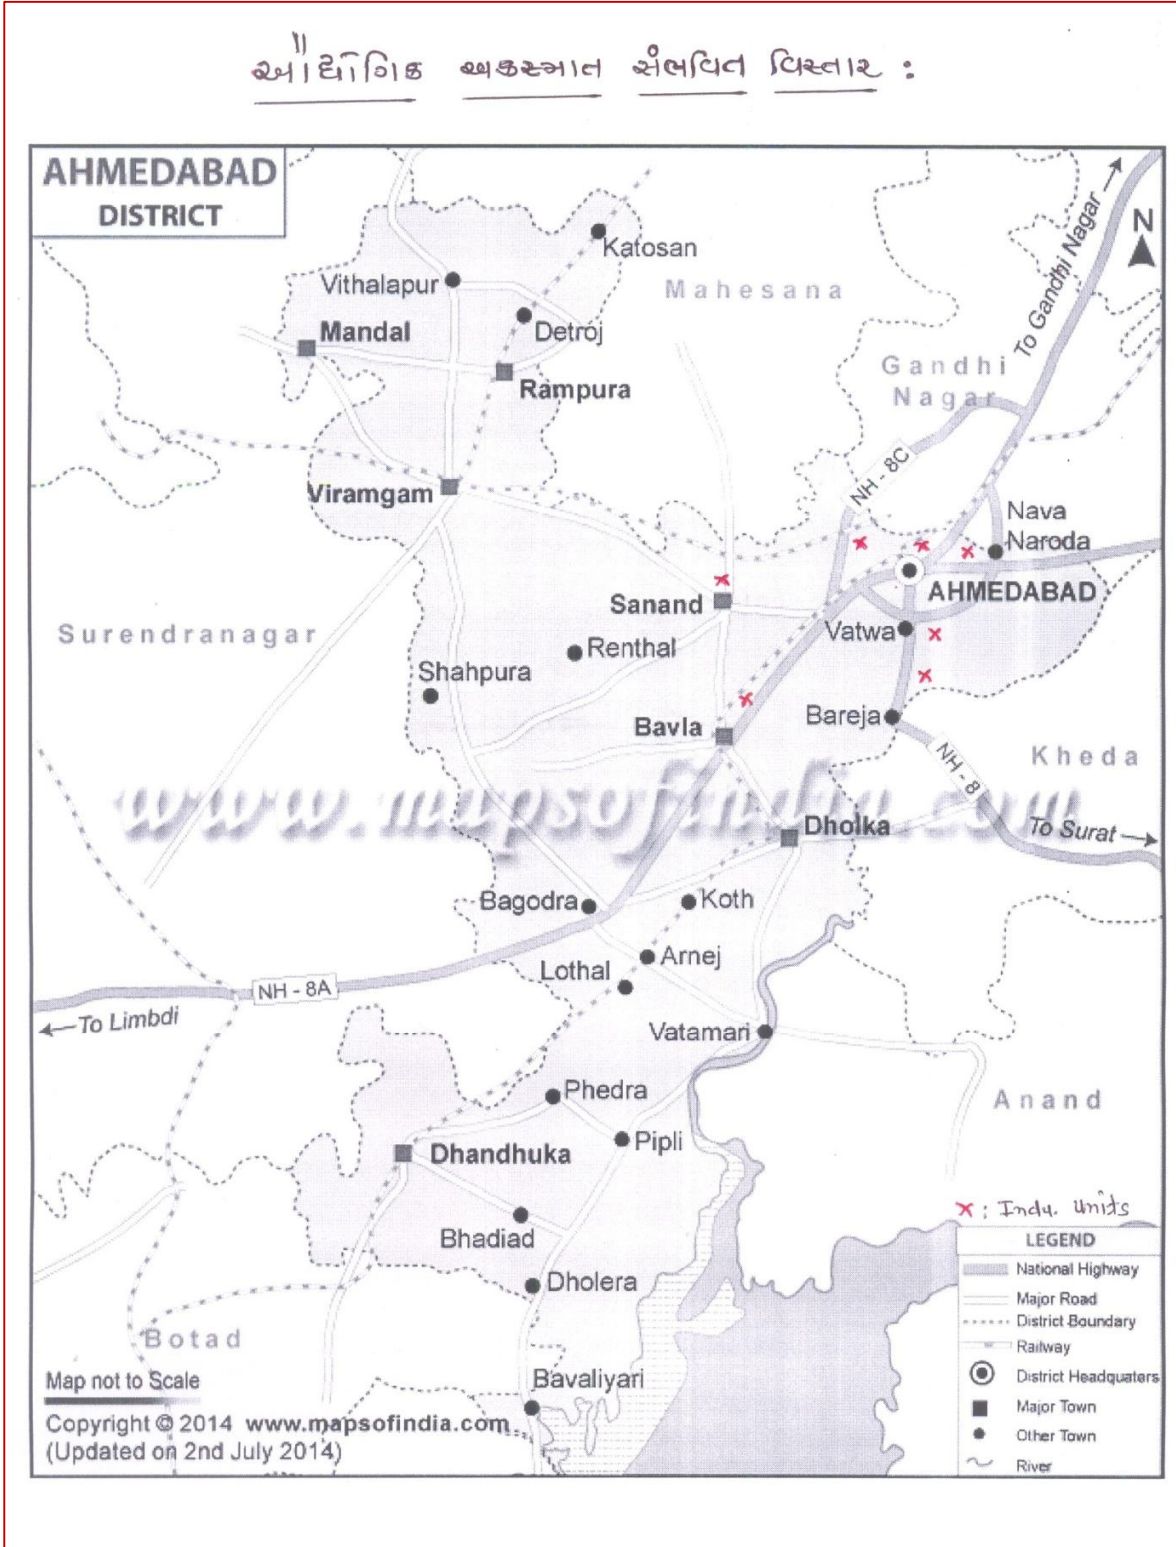 ઔદ્યોગિક અકસ્માત સંભવિત વિસ્તાર :
AHMEDABAD
DISTRICT
To Gandhi Nagar
N
Katosan
Vithalapur
Mahesana
Mandal
Detroj
Rampura
Gandhi
Nagar
NH - 8C
Viramgam
Nava
Naroda
AHMEDABAD
Sanand
Surendranagar
Vatwa
Renthal
Shahpura
Bareja
Bavla
Kheda
NH - 8
www.mapsofindia.com
Dholka
To Surat
Bagodra
Koth
Arnej
Lothal
NH - 8A
To Limbdi
Vatamari
Phedra
Anand
Pipli
Dhandhuka
x : Indu. Units
Bhadiad
LEGEND
National Highway
Dholera
Major Road
District Boundary
Botad
Railway
Map not to Scale
Bavaliyari
District Headquaters
Major Town
Copyright © 2014 www.mapsofindia.com
Other Town
(Updated on 2nd July 2014)
River